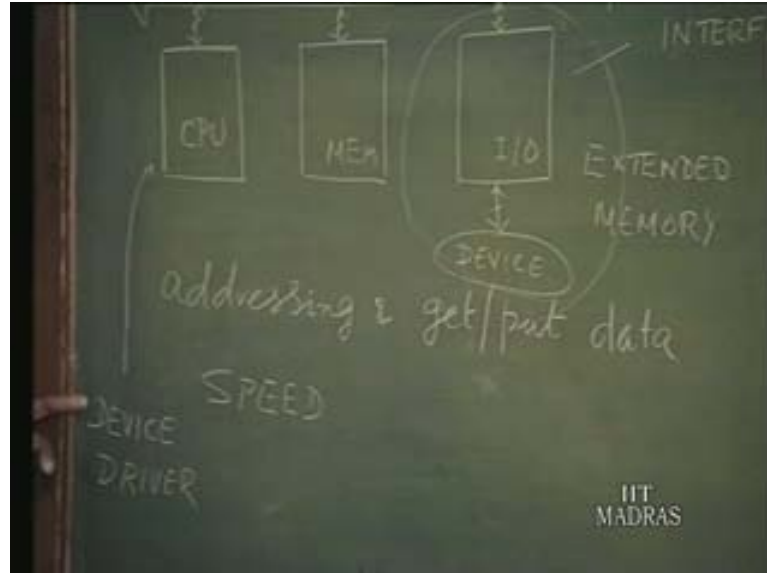 INTERF
CPU
MEM
I/O
EXTENDED
MEMORY
DEVICE
addressing & get/put data
SPEED
DEVICE
DRIVER
IIT
MADRAS